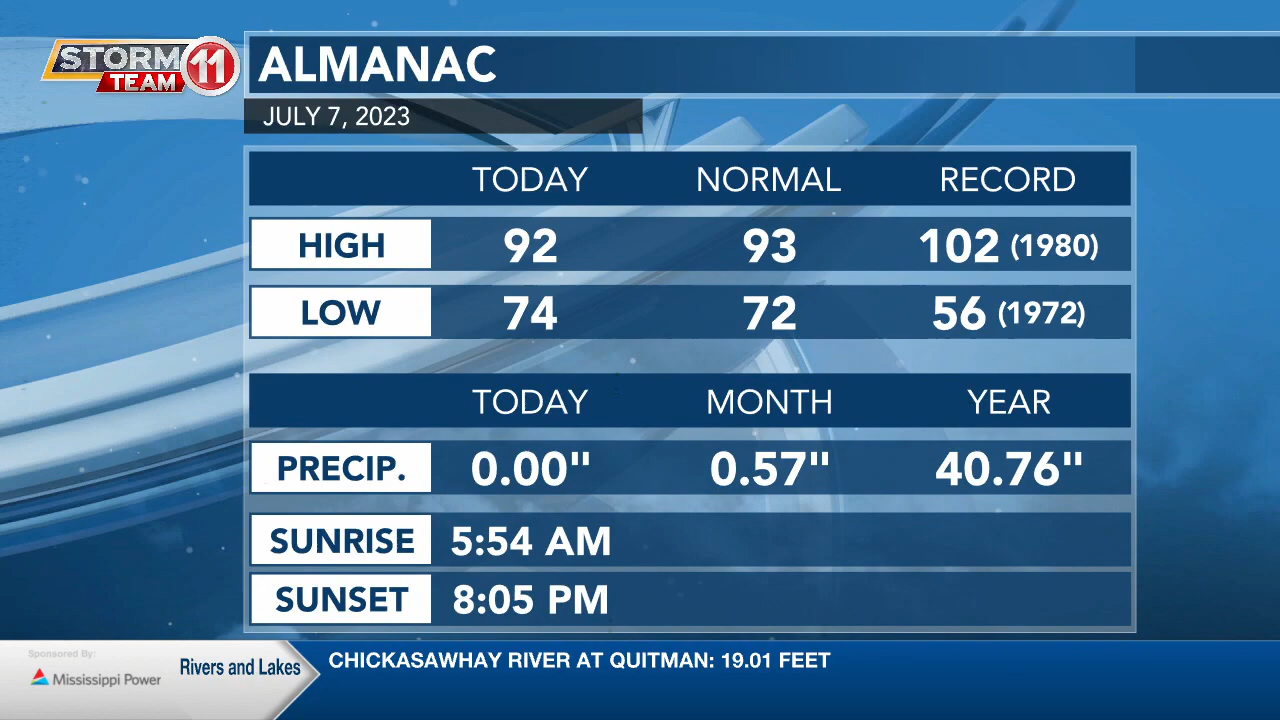 STORM TEAM 11
ALMANAC
JULY 7, 2023
TODAY NORMAL RECORD
HIGH 92 93 102 (1980)
LOW 74 72 56 (1972)
TODAY MONTH YEAR
PRECIP. 0.00" 0.57" 40.76"
SUNRISE 5:54 AM
SUNSET 8:05 PM
Sponsored By:
Mississippi Power
Rivers and Lakes
CHICKASAWHAY RIVER AT QUITMAN: 19.01 FEET